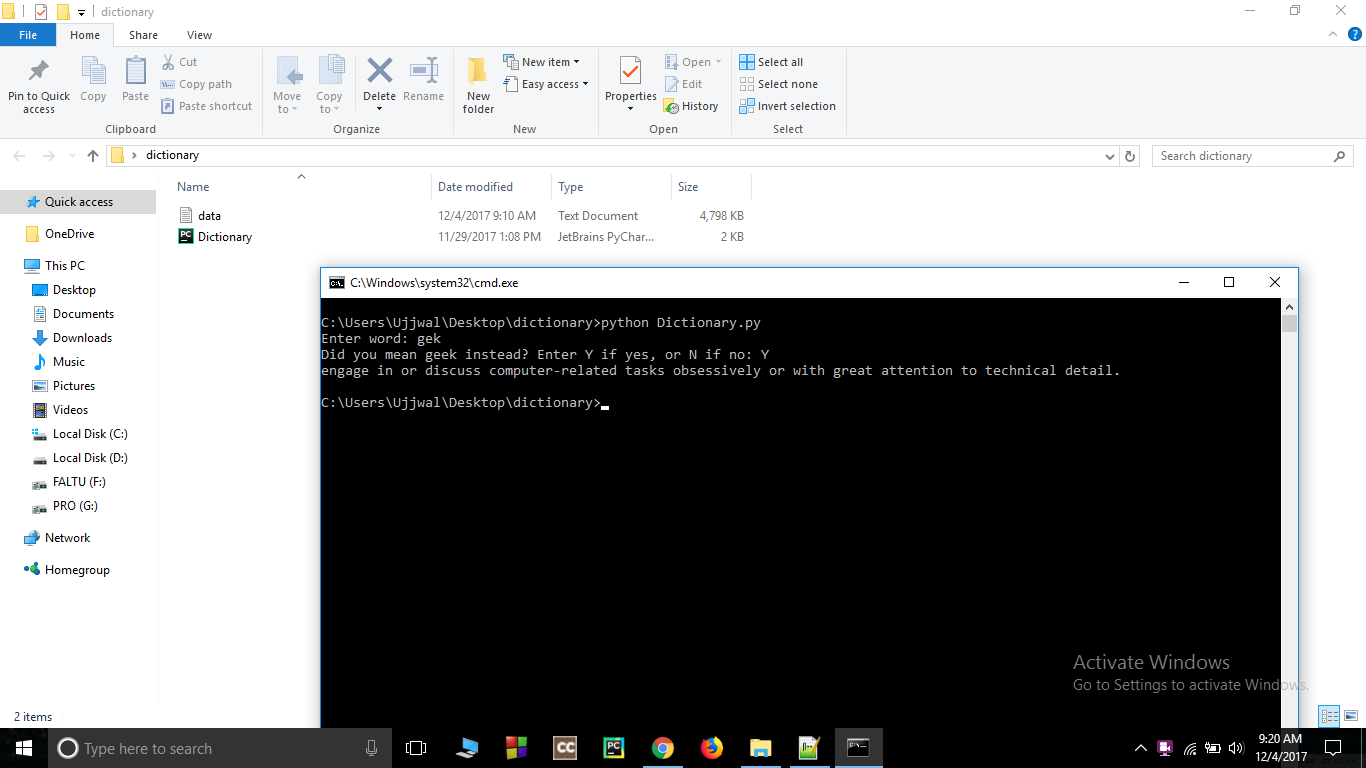 dictionary
File Home Share View
Pin to Quick access
Copy
Paste
Cut
Copy path
Paste shortcut
Clipboard
Move to
Copy to
Delete
Rename
Organize
New folder
New item
Easy access
New
Properties
Open
Edit
History
Open
Select all
Select none
Invert selection
Select
dictionary
Search dictionary
Name Date modified Type Size
data 12/4/2017 9:10 AM Text Document 4,798 KB
Dictionary 11/29/2017 1:08 PM JetBrains PyChar... 2 KB
Quick access
OneDrive
This PC
Desktop
Documents
Downloads
Music
Pictures
Videos
Local Disk (C:)
Local Disk (D:)
FALTU (F:)
PRO (G:)
Network
Homegroup
2 items
C:\Windows\system32\cmd.exe
C:\Users\Ujjwal\Desktop\dictionary>python Dictionary.py
Enter word: gek
Did you mean geek instead? Enter Y if yes, or N if no: Y
engage in or discuss computer-related tasks obsessively or with great attention to technical detail.
C:\Users\Ujjwal\Desktop\dictionary>
Activate Windows
Go to Settings to activate Windows.
Type here to search
CC
PC
9:20 AM
12/4/2017